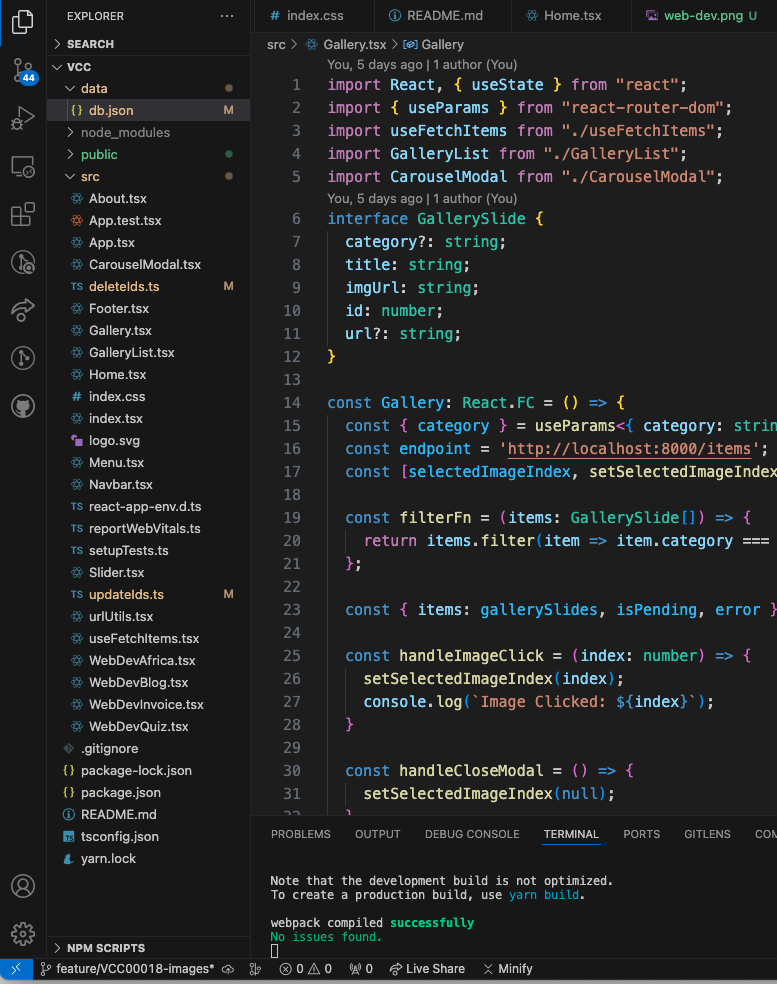 EXPLORER
SEARCH
VCC
data
db.json M
node_modules
public
src
About.tsx
App.test.tsx
App.tsx
CarouselModal.tsx
TS deleteIds.ts M
Footer.tsx
Gallery.tsx
GalleryList.tsx
Home.tsx
# index.css
index.tsx
logo.svg
Menu.tsx
Navbar.tsx
TS react-app-env.d.ts
TS reportWebVitals.ts
TS setupTests.ts
Slider.tsx
TS updateIds.ts M
urlUtils.tsx
useFetchItems.tsx
WebDevAfrica.tsx
WebDevBlog.tsx
WebDevInvoice.tsx
WebDevQuiz.tsx
.gitignore
{} package-lock.json
{} package.json
README.md
tsconfig.json
yarn.lock
NPM SCRIPTS
44
# index.css README.md Home.tsx web-dev.png U
src > Gallery.tsx > Gallery
You, 5 days ago | 1 author (You)
1 import React, { useState } from "react";
2 import { useParams } from "react-router-dom";
3 import useFetchItems from "./useFetchItems";
4 import GalleryList from "./GalleryList";
5 import CarouselModal from "./CarouselModal";
You, 5 days ago | 1 author (You)
6 interface GallerySlide {
7 category?: string;
8 title: string;
9 imgUrl: string;
10 id: number;
11 url?: string;
12 }
13
14 const Gallery: React.FC = () => {
15 const { category } = useParams<{ category: strin
16 const endpoint = 'http://localhost:8000/items';
17 const [selectedImageIndex, setSelectedImageIndex
18
19 const filterFn = (items: GallerySlide[]) => {
20 return items.filter(item => item.category ===
21 };
22
23 const { items: gallerySlides, isPending, error }
24
25 const handleImageClick = (index: number) => {
26 setSelectedImageIndex(index);
27 console.log(`Image Clicked: ${index}`);
28 }
29
30 const handleCloseModal = () => {
31 setSelectedImageIndex(null);
PROBLEMS OUTPUT DEBUG CONSOLE TERMINAL PORTS GITLENS COM
Note that the development build is not optimized.
To create a production build, use yarn build.
webpack compiled successfully
No issues found.
feature/VCC00018-images* 0 0 0 Live Share Minify